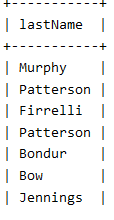 +-----------+
| lastName  |
+-----------+
| Murphy    |
| Patterson |
| Firrelli  |
| Patterson |
| Bondur    |
| Bow       |
| Jennings  |